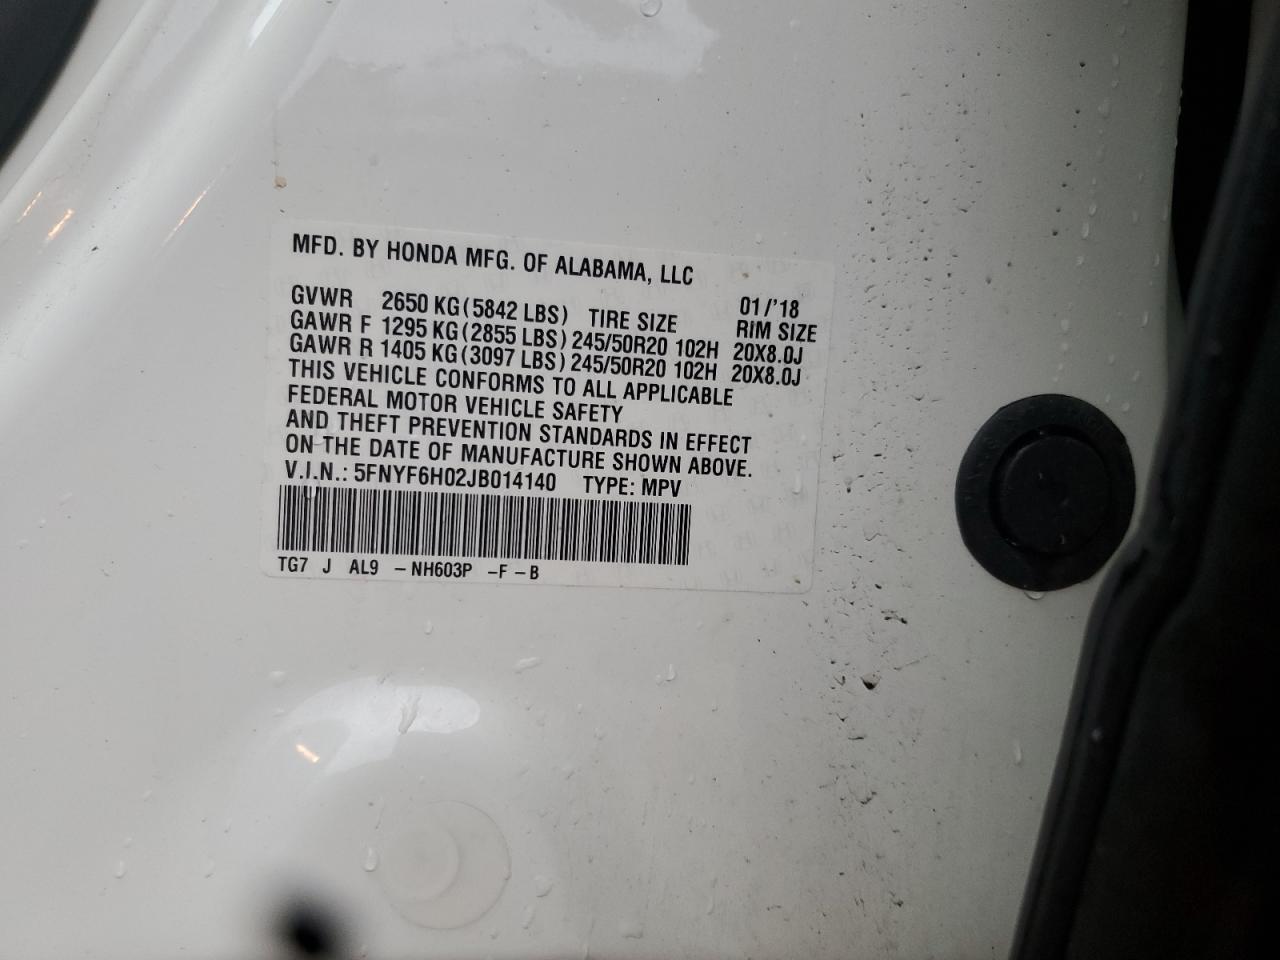 MFD. BY HONDA MFG. OF ALABAMA, LLC
01/'18
GVWR 2650 KG(5842 LBS) TIRE SIZE RIM SIZE
GAWR F 1295 KG(2855 LBS) 245/50R20 102H 20X8.0J
GAWR R 1405 KG(3097 LBS) 245/50R20 102H 20X8.0J
THIS VEHICLE CONFORMS TO ALL APPLICABLE
FEDERAL MOTOR VEHICLE SAFETY
AND THEFT PREVENTION STANDARDS IN EFFECT
ON THE DATE OF MANUFACTURE SHOWN ABOVE.
V.I.N.: 5FNYF6H02JB014140 TYPE: MPV
TG7 J AL9 -NH603P -F-B